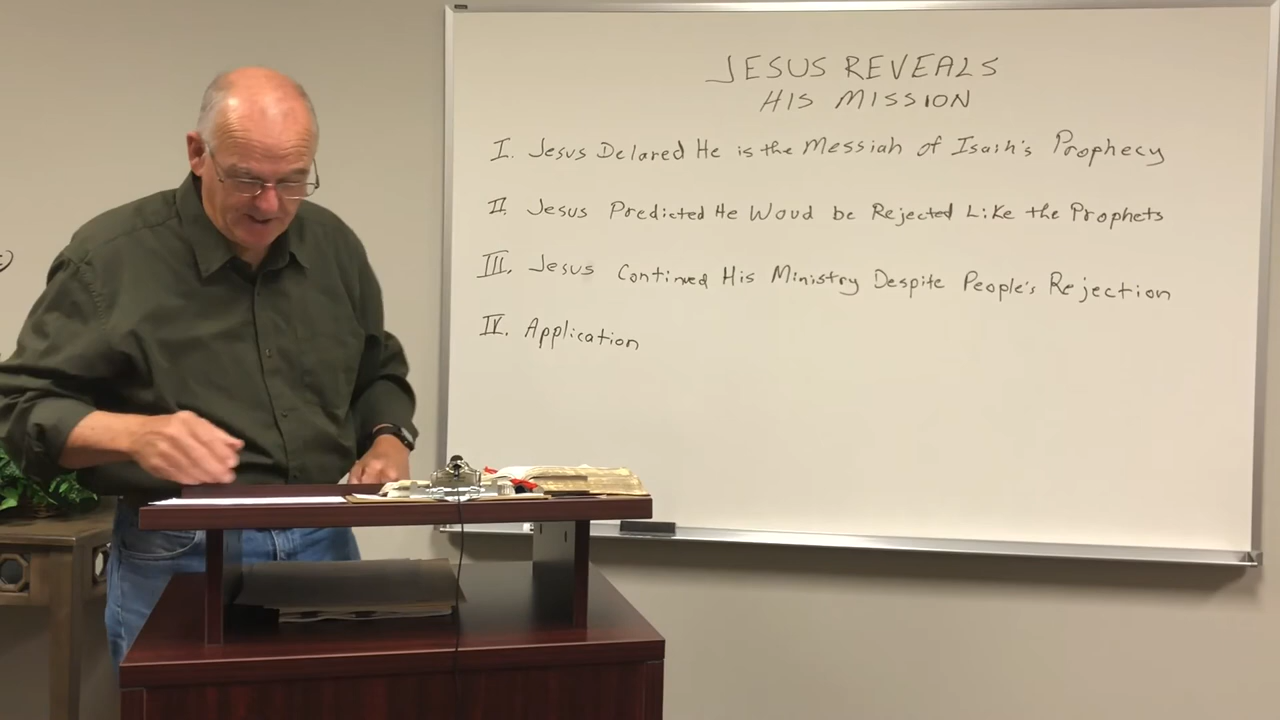 JESUS REVEALS
HIS MISSION
I. Jesus Delared He is the Messiah of Isaih's Prophecy
II. Jesus Predicted He Woud be Rejected Like the Prophets
III. Jesus Continued His Ministry Despite People's Rejection
IV. Application